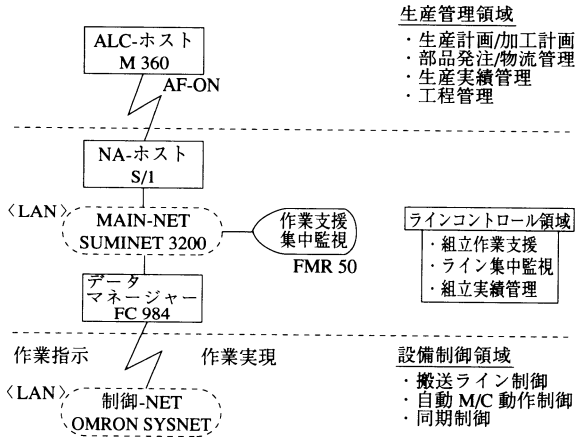 ALC-ホスト
M 360
AF-ON
生産管理領域
・生産計画/加工計画
・部品発注/物流管理
・生産実績管理
・工程管理
NA-ホスト
S/1
〈LAN〉
MAIN-NET
SUMINET 3200
作業支援
集中監視
FMR 50
ラインコントロール領域
・組立作業支援
・ライン集中監視
・組立実績管理
データ
マネージャー
FC 984
作業指示
作業実現
〈LAN〉
制御-NET
OMRON SYSNET
設備制御領域
・搬送ライン制御
・自動 M/C 動作制御
・同期制御